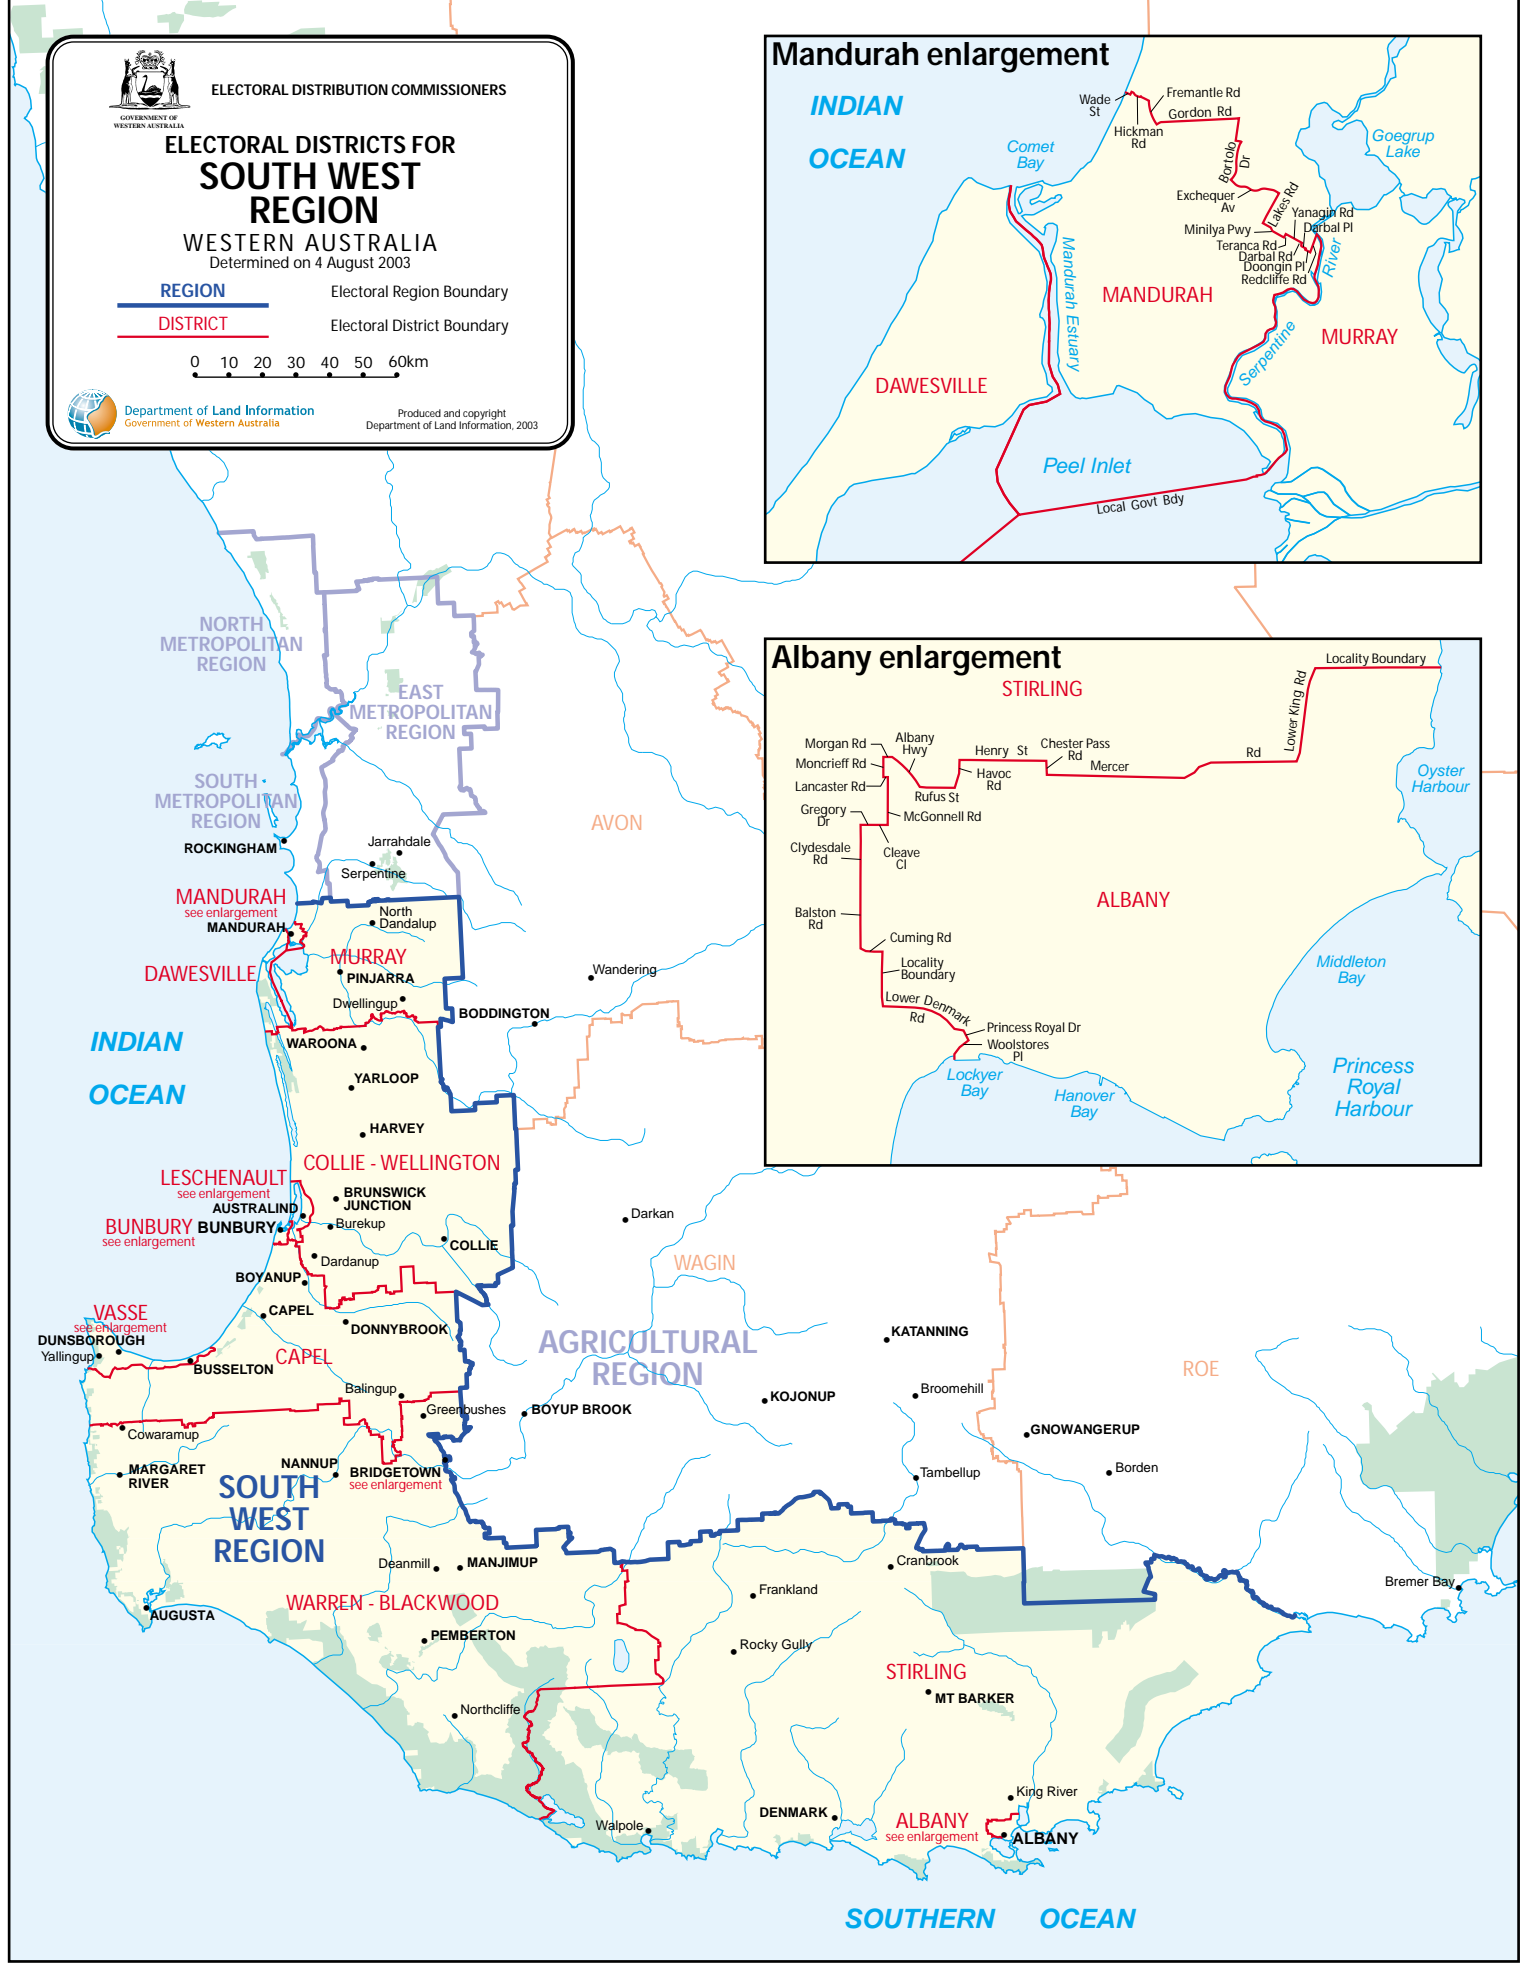 GOVERNMENT OF
WESTERN AUSTRALIA
ELECTORAL DISTRIBUTION COMMISSIONERS
ELECTORAL DISTRICTS FOR
SOUTH WEST
REGION
WESTERN AUSTRALIA
Determined on 4 August 2003
REGION
Electoral Region Boundary
DISTRICT
Electoral District Boundary
0 10 20 30 40 50 60km
Department of Land Information
Government of Western Australia
Produced and copyright
Department of Land Information, 2003
Mandurah enlargement
INDIAN
OCEAN
Comet
Bay
Wade
St
Hickman
Rd
Fremantle Rd
Gordon Rd
Bortolo
Dr
Goegrup
Lake
Exchequer
Av
Lakes Rd
Yanagin Rd
Darbal Pl
Minilya Pwy
Teranca Rd
Darbal Rd
Doongin Pl
Redcliffe Rd
River
Serpentine
Mandurah Estuary
MANDURAH
MURRAY
DAWESVILLE
Peel Inlet
Local Govt Bdy
Albany enlargement
STIRLING
Locality Boundary
Lower King Rd
Morgan Rd
Albany
Hwy
Moncrieff Rd
Lancaster Rd
Henry St
Chester Pass
Rd
Mercer
Rd
Havoc
Rd
Rufus St
Gregory
Dr
McGonnell Rd
Clydesdale
Rd
Cleave
Cl
Oyster
Harbour
ALBANY
Balston
Rd
Cuming Rd
Locality
Boundary
Lower Denmark
Rd
Princess Royal Dr
Woolstores
Pl
Lockyer
Bay
Hanover
Bay
Middleton
Bay
Princess
Royal
Harbour
NORTH
METROPOLITAN
REGION
EAST
METROPOLITAN
REGION
SOUTH
METROPOLITAN
REGION
AVON
ROCKINGHAM
Jarrahdale
Serpentine
MANDURAH
see enlargement
MANDURAH
North
Dandalup
DAWESVILLE
MURRAY
PINJARRA
Dwellingup
Wandering
BODDINGTON
INDIAN
OCEAN
WAROONA
YARLOOP
HARVEY
COLLIE - WELLINGTON
LESCHENAULT
see enlargement
AUSTRALIND
BRUNSWICK
JUNCTION
BUNBURY
see enlargement
BUNBURY
Burekup
COLLIE
Dardanup
BOYANUP
Darkan
WAGIN
VASSE
see enlargement
DUNSBOROUGH
Yallingup
CAPEL
DONNYBROOK
BUSSELTON
CAPEL
AGRICULTURAL
REGION
KATANNING
ROE
Balingup
Greenbushes
BOYUP BROOK
KOJONUP
Broomehill
GNOWANGERUP
Cowaramup
MARGARET
RIVER
NANNUP
BRIDGETOWN
see enlargement
Tambellup
Borden
SOUTH
WEST
REGION
Deanmill
MANJIMUP
Cranbrook
Bremer Bay
AUGUSTA
WARREN - BLACKWOOD
Frankland
PEMBERTON
Rocky Gully
STIRLING
MT BARKER
Northcliffe
King River
Walpole
DENMARK
ALBANY
see enlargement
ALBANY
SOUTHERN OCEAN